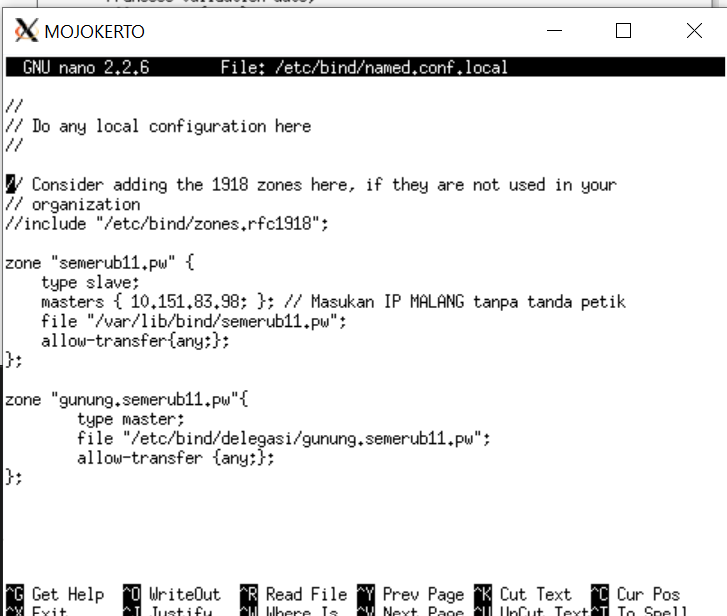 MOJOKERTO
GNU nano 2.2.6 File: /etc/bind/named.conf.local
//
// Do any local configuration here
//
// Consider adding the 1918 zones here, if they are not used in your
// organization
//include "/etc/bind/zones.rfc1918";
zone "semerub11.pw" {
    type slave;
    masters { 10.151.83.98; }; // Masukan IP MALANG tanpa tanda petik
    file "/var/lib/bind/semerub11.pw";
    allow-transfer{any;};
};
zone "gunung.semerub11.pw"{
        type master;
        file "/etc/bind/delegasi/gunung.semerub11.pw";
        allow-transfer {any;};
};
^G Get Help ^O WriteOut ^R Read File ^Y Prev Page ^K Cut Text ^C Cur Pos
^X Exit ^J Justify ^W Where Is ^V Next Page ^U UnCut Text ^T To Spell